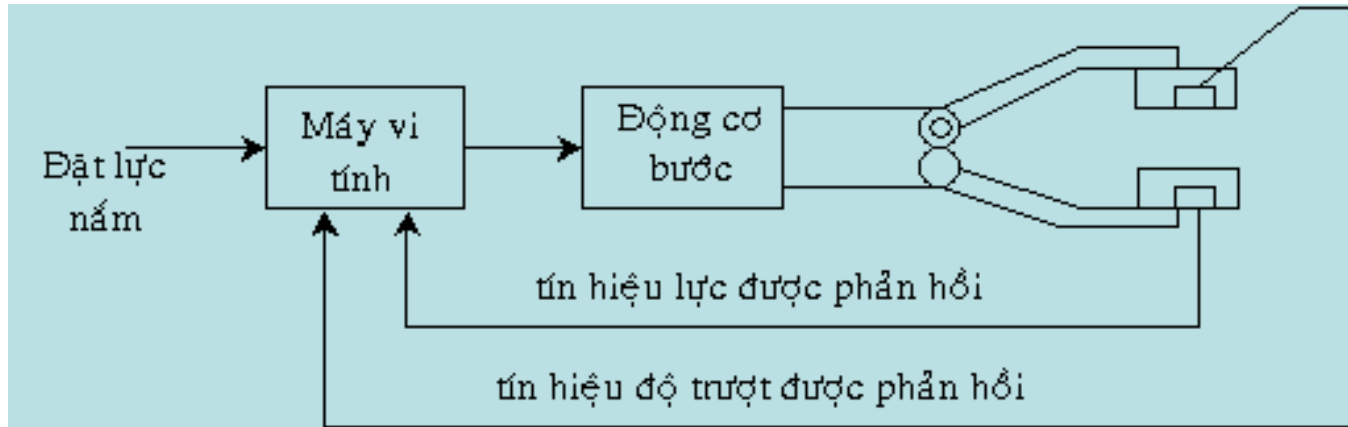 Đặt lực
nắm
Máy vi
tính
Động cơ
bước
tín hiệu lực được phản hồi
tín hiệu độ trượt được phản hồi